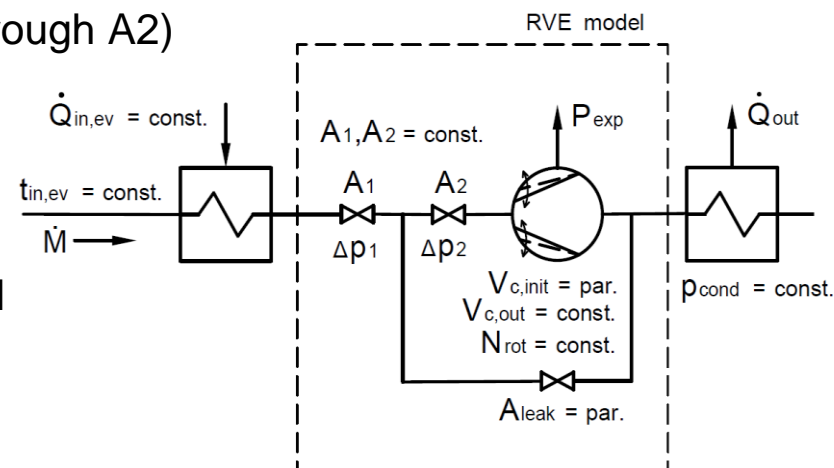 ough A2)
RVE model
Q̇in,ev = const.
A1,A2 = const.
Pexp
Q̇out
tin,ev = const.
A1 A2
Ṁ
Δp1 Δp2
Vc,init = par.
pcond = const.
Vc,out = const.
Nrot = const.
Aleak = par.